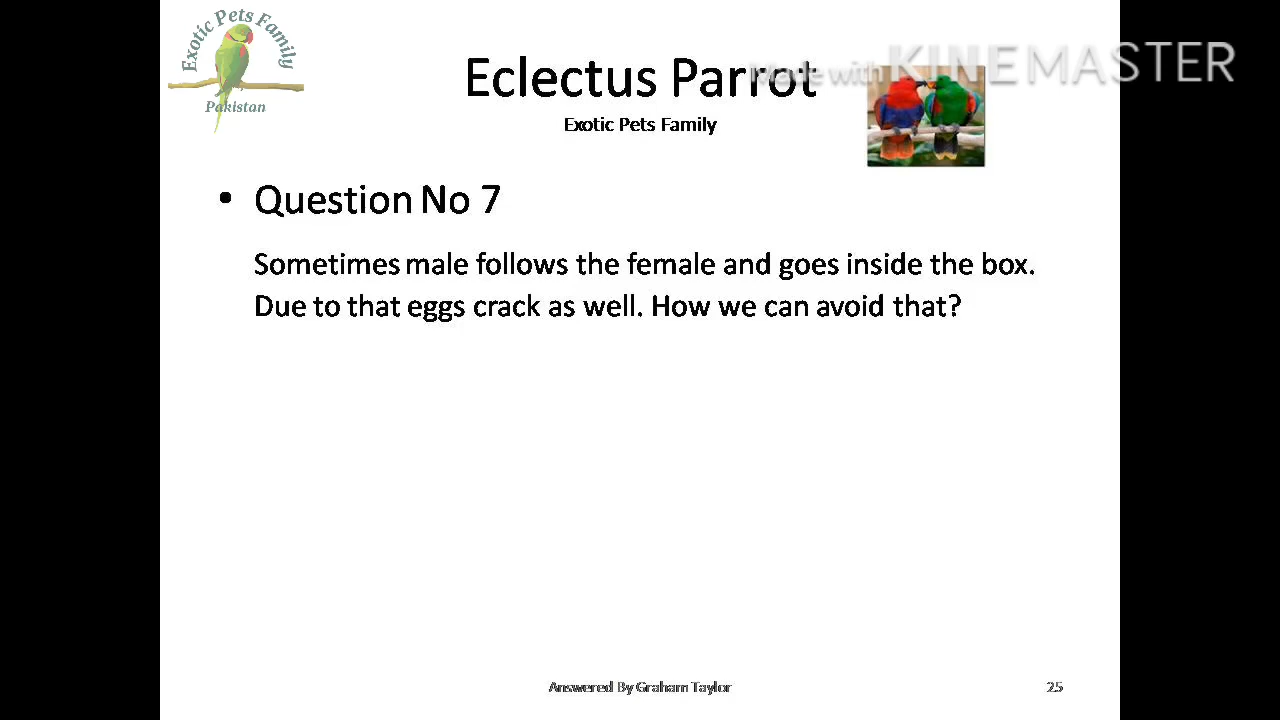 Exotic Pets Family
Pakistan
Eclectus Parrot
Made with KINEMASTER
Exotic Pets Family
• Question No 7
Sometimes male follows the female and goes inside the box.
Due to that eggs crack as well. How we can avoid that?
Answered By Graham Taylor
25